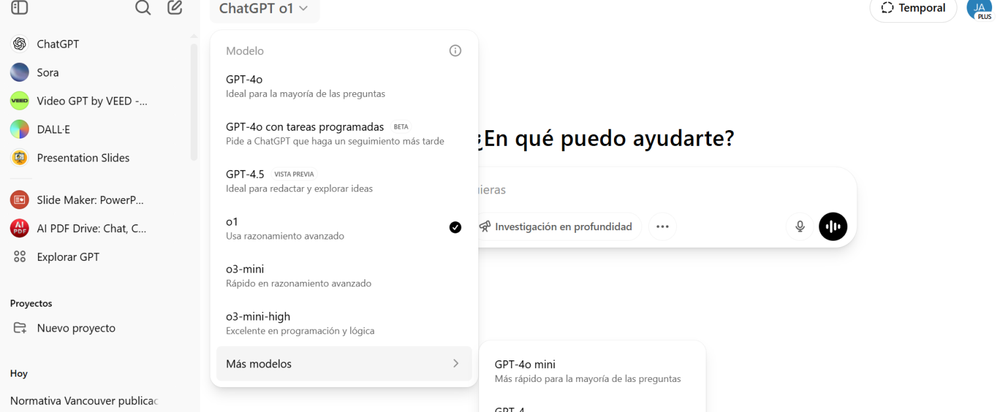 ChatGPT o1
Temporal
JA
PLUS
ChatGPT
Sora
VEED
Video GPT by VEED -...
DALL·E
Presentation Slides
Slide Maker: PowerP...
AI
PDF
AI PDF Drive: Chat, C...
Explorar GPT
Proyectos
Nuevo proyecto
Hoy
Normativa Vancouver publicac
Modelo
GPT-4o
Ideal para la mayoría de las preguntas
GPT-4o con tareas programadas BETA
Pide a ChatGPT que haga un seguimiento más tarde
GPT-4.5 VISTA PREVIA
Ideal para redactar y explorar ideas
o1
Usa razonamiento avanzado
o3-mini
Rápido en razonamiento avanzado
o3-mini-high
Excelente en programación y lógica
Más modelos
GPT-4o mini
Más rápido para la mayoría de las preguntas
GPT-4
¿En qué puedo ayudarte?
uieras
Investigación en profundidad